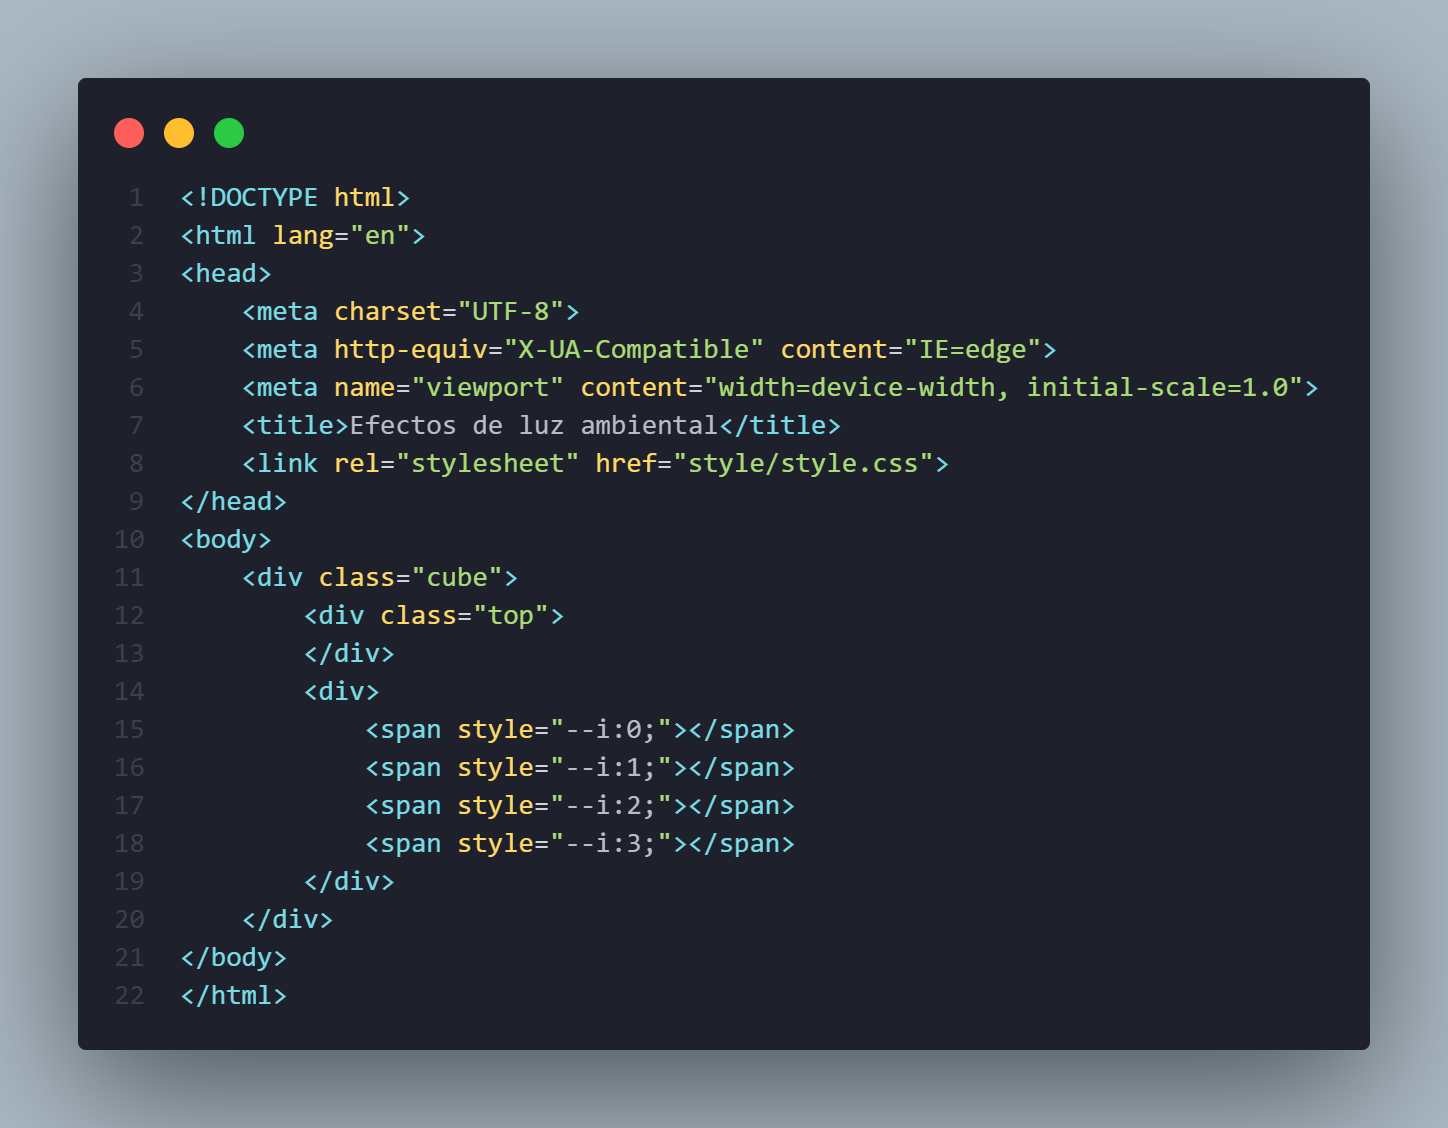 1 <!DOCTYPE html>
2 <html lang="en">
3 <head>
4     <meta charset="UTF-8">
5     <meta http-equiv="X-UA-Compatible" content="IE=edge">
6     <meta name="viewport" content="width=device-width, initial-scale=1.0">
7     <title>Efectos de luz ambiental</title>
8     <link rel="stylesheet" href="style/style.css">
9 </head>
10 <body>
11     <div class="cube">
12         <div class="top">
13         </div>
14         <div>
15             <span style="--i:0;"></span>
16             <span style="--i:1;"></span>
17             <span style="--i:2;"></span>
18             <span style="--i:3;"></span>
19         </div>
20     </div>
21 </body>
22 </html>